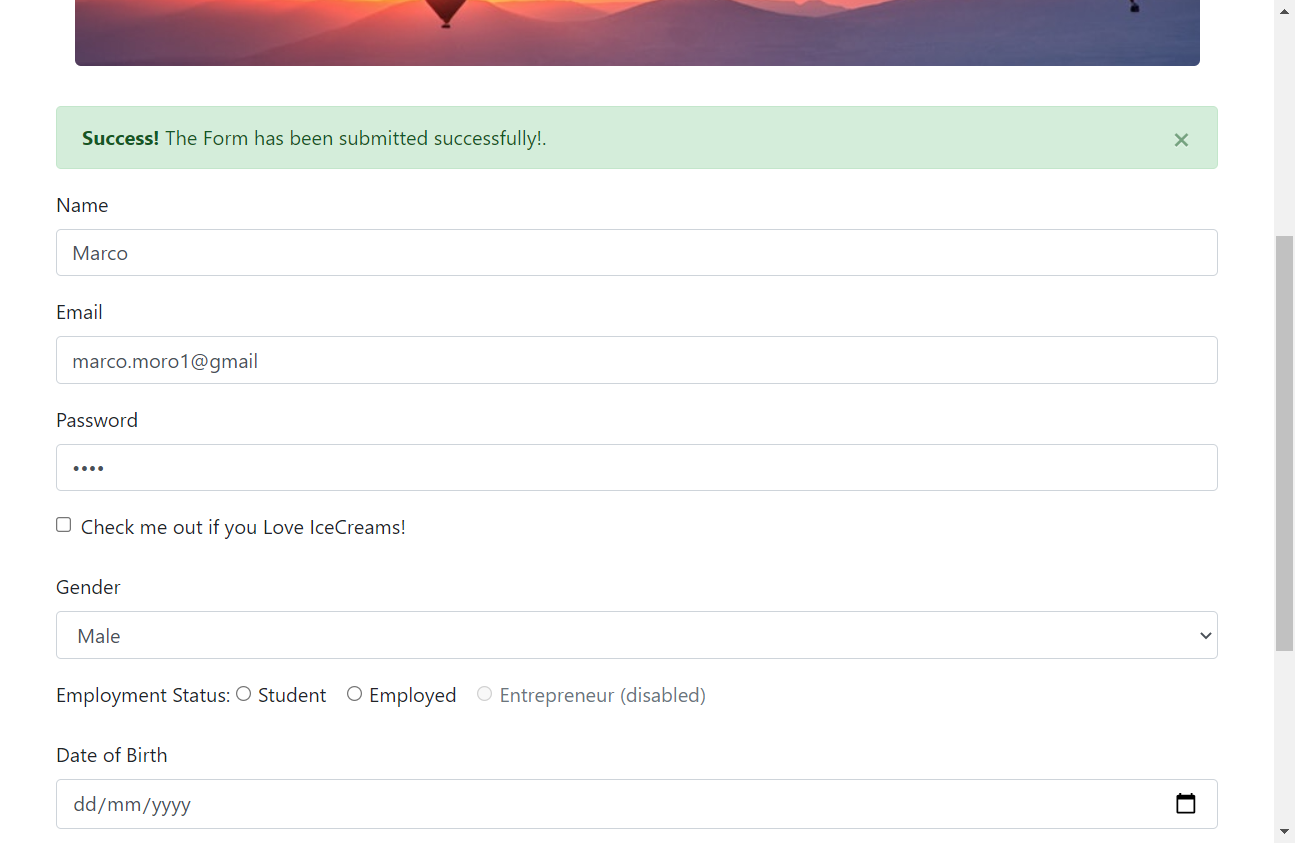 Success! The Form has been submitted successfully!. ×
Name
Marco
Email
marco.moro1@gmail
Password
••••
Check me out if you Love IceCreams!
Gender
Male
Employment Status: Student Employed Entrepreneur (disabled)
Date of Birth
dd/mm/yyyy